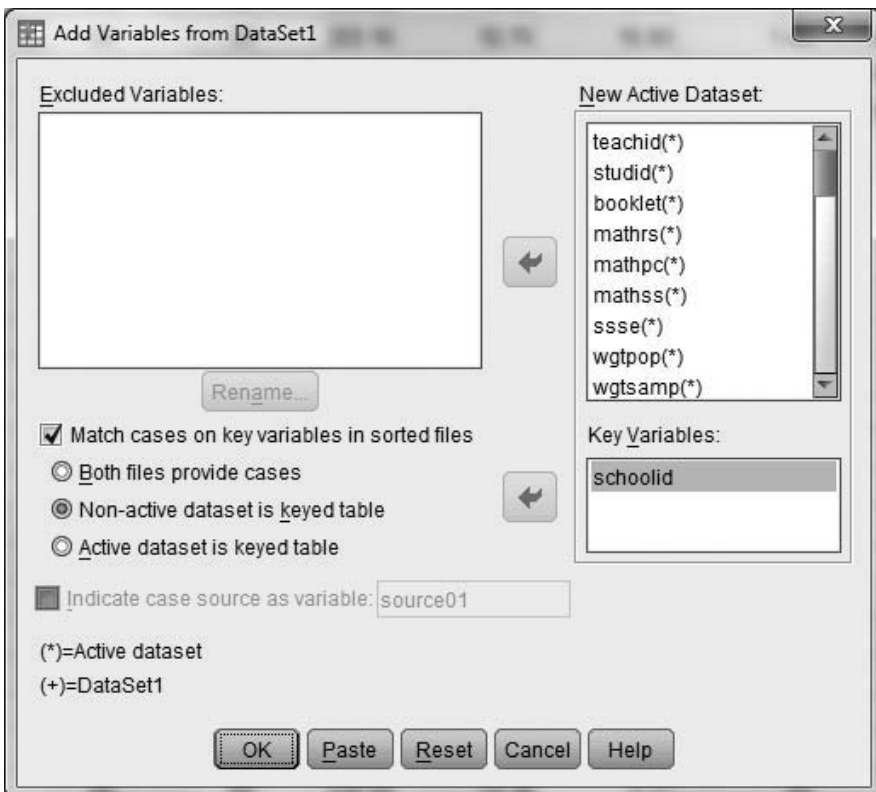 Add Variables from DataSet1
Excluded Variables:
Rename...
Match cases on key variables in sorted files
Both files provide cases
Non-active dataset is keyed table
Active dataset is keyed table
Indicate case source as variable: source01
(*)=Active dataset
(+)=DataSet1
New Active Dataset:
teachid(*)
studid(*)
booklet(*)
mathrs(*)
mathpc(*)
mathss(*)
ssse(*)
wgtpop(*)
wgtsamp(*)
Key Variables:
schoolid
OK Paste Reset Cancel Help